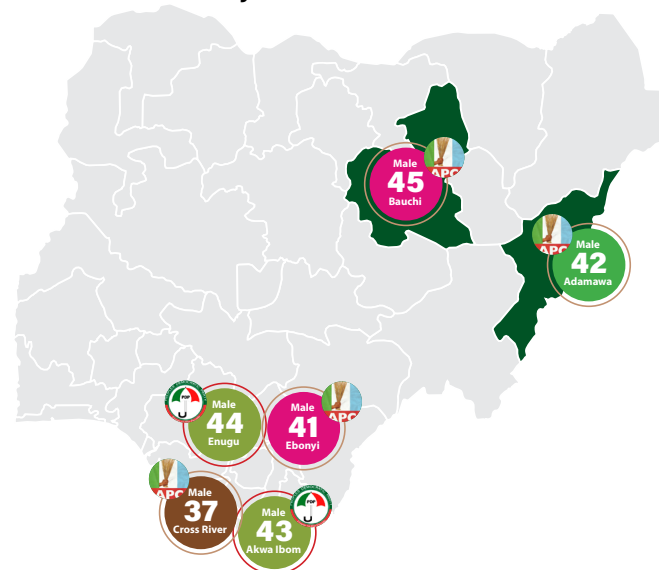 Male
45
Bauchi
APC
Male
42
Adamawa
APC
Male
44
Enugu
PDP
Male
41
Ebonyi
APC
Male
37
Cross River
APC
Male
43
Akwa Ibom
PDP